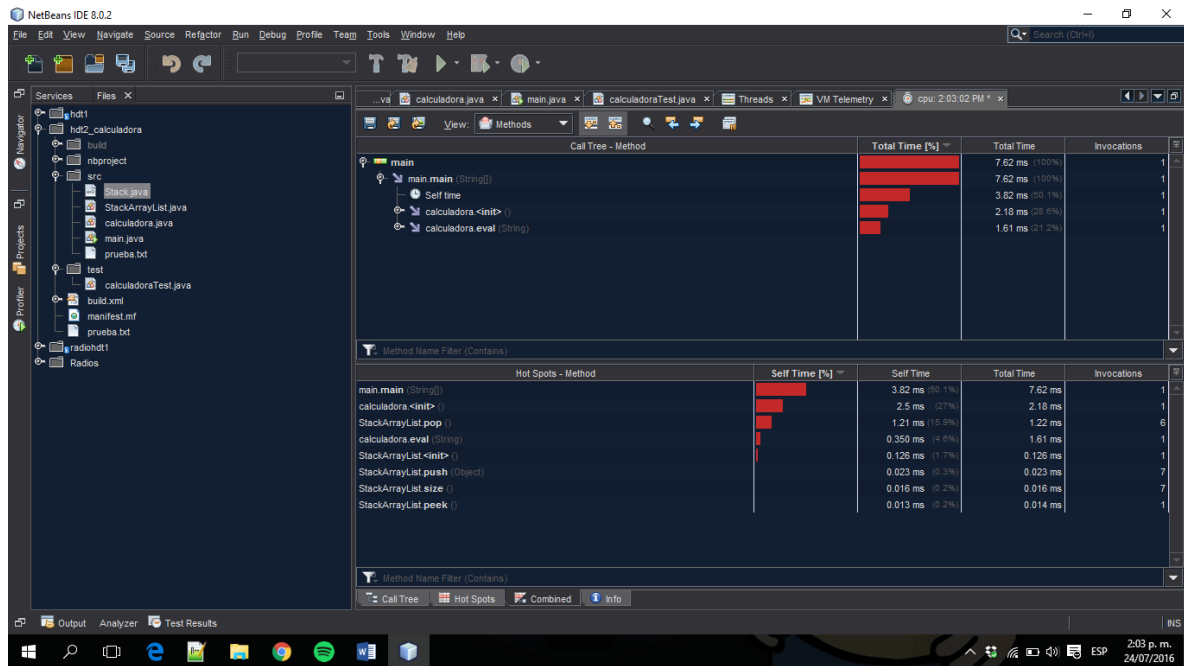 NetBeans IDE 8.0.2
File Edit View Navigate Source Refactor Run Debug Profile Team Tools Window Help
Search (Ctrl+I)
Services Files
hdt1
hdt2_calculadora
build
nbproject
src
Stack.java
StackArrayList.java
calculadora.java
main.java
prueba.txt
test
calculadoraTest.java
build.xml
manifest.mf
prueba.txt
radiohdt1
Radios
Navigator
Projects
Profiler
...va calculadora.java main.java calculadoraTest.java Threads VM Telemetry cpu: 2:03:02 PM *
View: Methods
Call Tree - Method Total Time [%] Total Time Invocations
main 7.62 ms (100%) 1
main.main (String[]) 7.62 ms (100%) 1
Self time 3.82 ms (50.1%) 1
calculadora.<init> () 2.18 ms (28.6%) 1
calculadora.eval (String) 1.61 ms (21.2%) 1
Method Name Filter (Contains)
Hot Spots - Method Self Time [%] Self Time Total Time Invocations
main.main (String[]) 3.82 ms (50.1%) 7.62 ms 1
calculadora.<init> () 2.5 ms (27%) 2.18 ms 1
StackArrayList.pop () 1.21 ms (15.9%) 1.22 ms 6
calculadora.eval (String) 0.350 ms (4.6%) 1.61 ms 1
StackArrayList.<init> () 0.126 ms (1.7%) 0.126 ms 1
StackArrayList.push (Object) 0.023 ms (0.3%) 0.023 ms 7
StackArrayList.size () 0.016 ms (0.2%) 0.016 ms 7
StackArrayList.peek () 0.013 ms (0.2%) 0.014 ms 1
Method Name Filter (Contains)
Call Tree Hot Spots Combined Info
Output Analyzer Test Results
INS
ESP
2:03 p. m.
24/07/2016